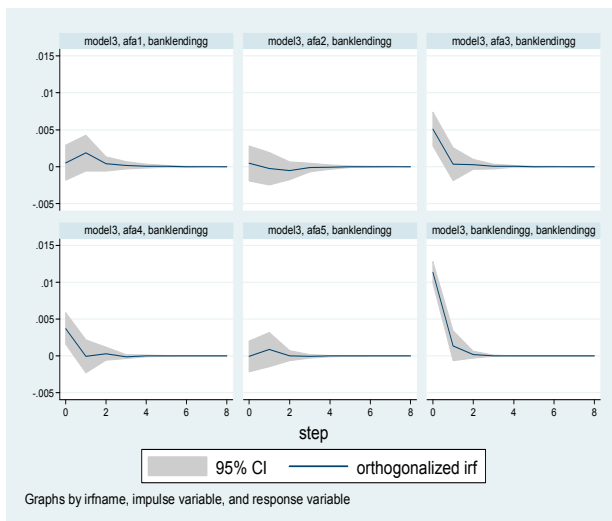 model3, afa1, banklendingg
model3, afa2, banklendingg
model3, afa3, banklendingg
.015
.01
.005
0
-.005
model3, afa4, banklendingg
model3, afa5, banklendingg
model3, banklendingg, banklendingg
.015
.01
.005
0
-.005
0 2 4 6 8
0 2 4 6 8
0 2 4 6 8
step
95% CI
orthogonalized irf
Graphs by irfname, impulse variable, and response variable